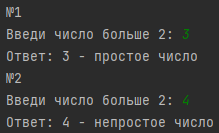 №1
Введи число больше 2: 3
Ответ: 3 - простое число
№2
Введи число больше 2: 4
Ответ: 4 - непростое число